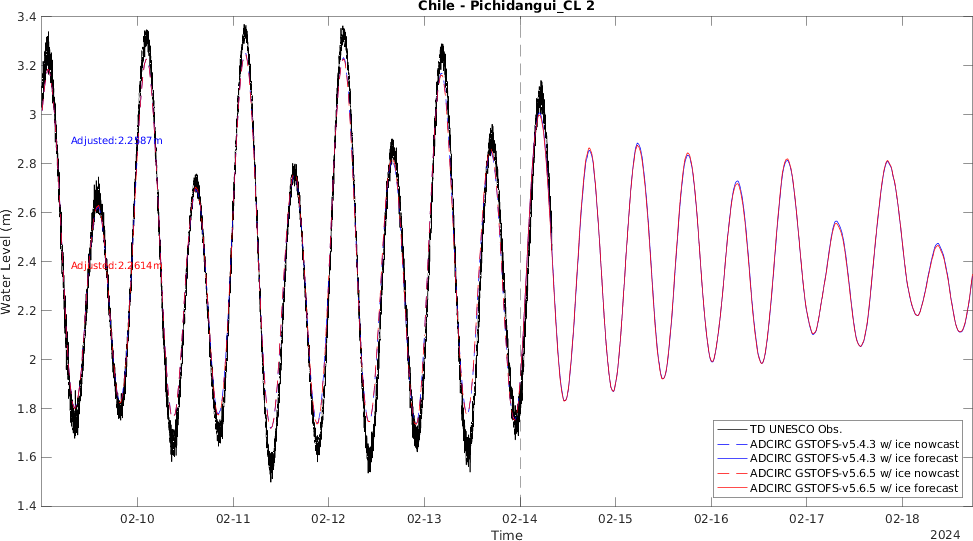 Chile - Pichidangui_CL 2
3.4
3.2
3
2.8
2.6
2.4
2.2
2
1.8
1.6
1.4
Water Level (m)
Adjusted:2.2587m
Adjusted:2.2614m
TD UNESCO Obs.
ADCIRC GSTOFS-v5.4.3 w/ ice nowcast
ADCIRC GSTOFS-v5.4.3 w/ ice forecast
ADCIRC GSTOFS-v5.6.5 w/ ice nowcast
ADCIRC GSTOFS-v5.6.5 w/ ice forecast
02-10 02-11 02-12 02-13 02-14 02-15 02-16 02-17 02-18
Time
2024